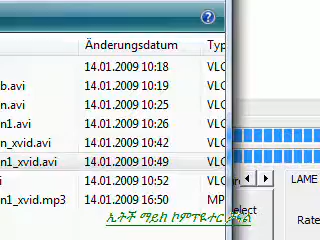 Änderungsdatum Typ
14.01.2009 10:18 VLC
b.avi 14.01.2009 10:19 VLC
n.avi 14.01.2009 10:25 VLC
n1.avi 14.01.2009 10:26 VLC
n_xvid.avi 14.01.2009 10:42 VLC
n1_xvid.avi 14.01.2009 10:49 VLC
i 14.01.2009 10:52 VLC
n1_xvid.mp3 14.01.2009 16:50 MP
LAME
elect
Rate